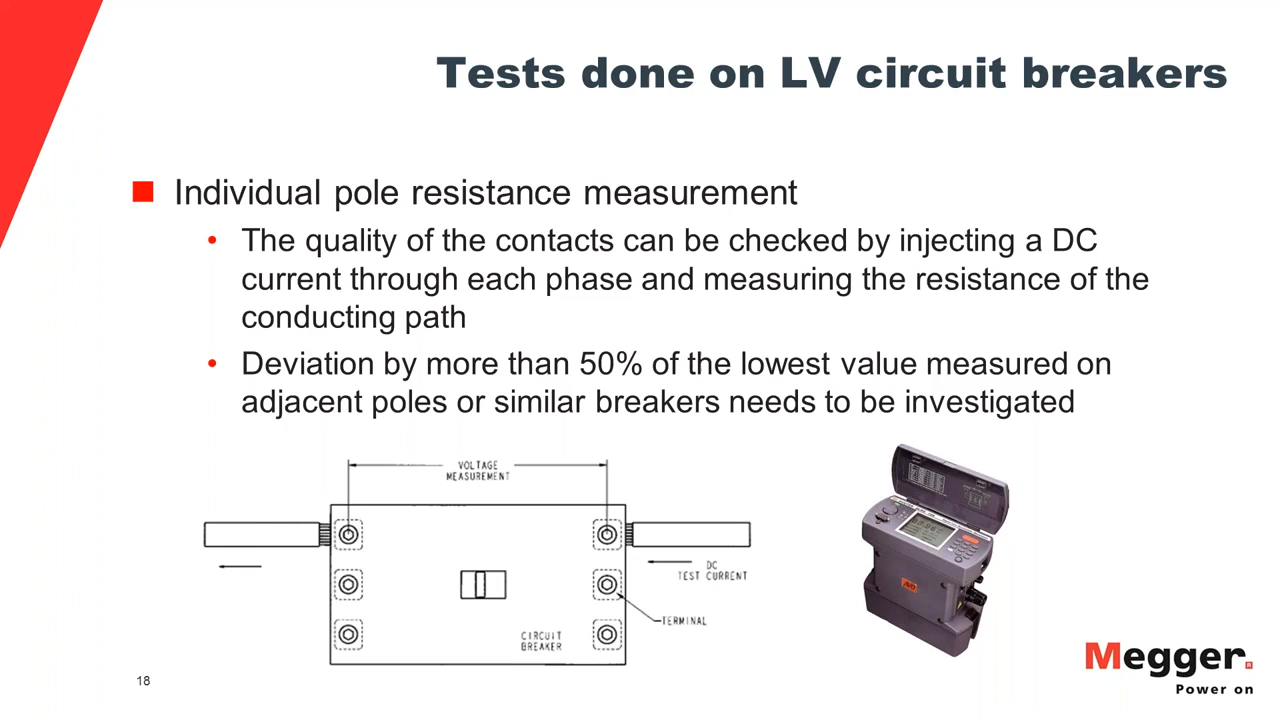 Tests done on LV circuit breakers
Individual pole resistance measurement
• The quality of the contacts can be checked by injecting a DC
current through each phase and measuring the resistance of the
conducting path
• Deviation by more than 50% of the lowest value measured on
adjacent poles or similar breakers needs to be investigated
VOLTAGE
MEASUREMENT
DC
TEST CURRENT
TERMINAL
CIRCUIT
BREAKER
18
Megger.
Power on